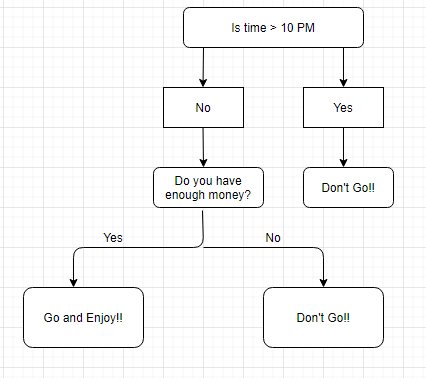 Is time > 10 PM
No
Yes
Do you have
enough money?
Don't Go!!
Yes
No
Go and Enjoy!!
Don't Go!!